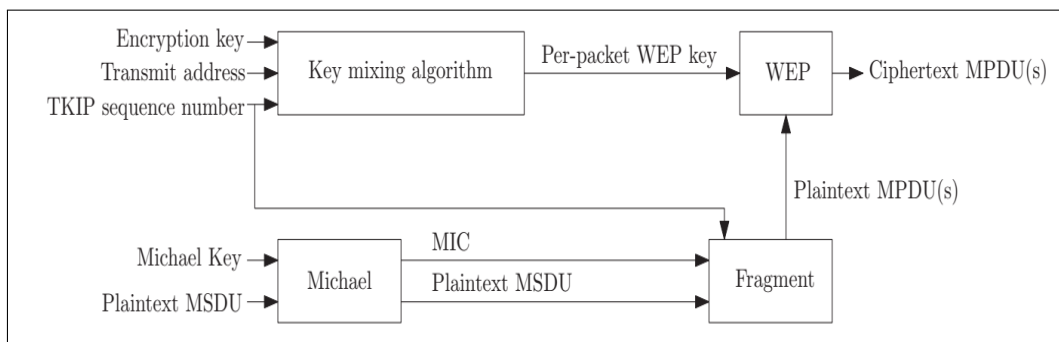 Encryption key
Transmit address
TKIP sequence number
Key mixing algorithm
Per-packet WEP key
WEP
Ciphertext MPDU(s)
Plaintext MPDU(s)
Michael Key
Plaintext MSDU
Michael
MIC
Plaintext MSDU
Fragment